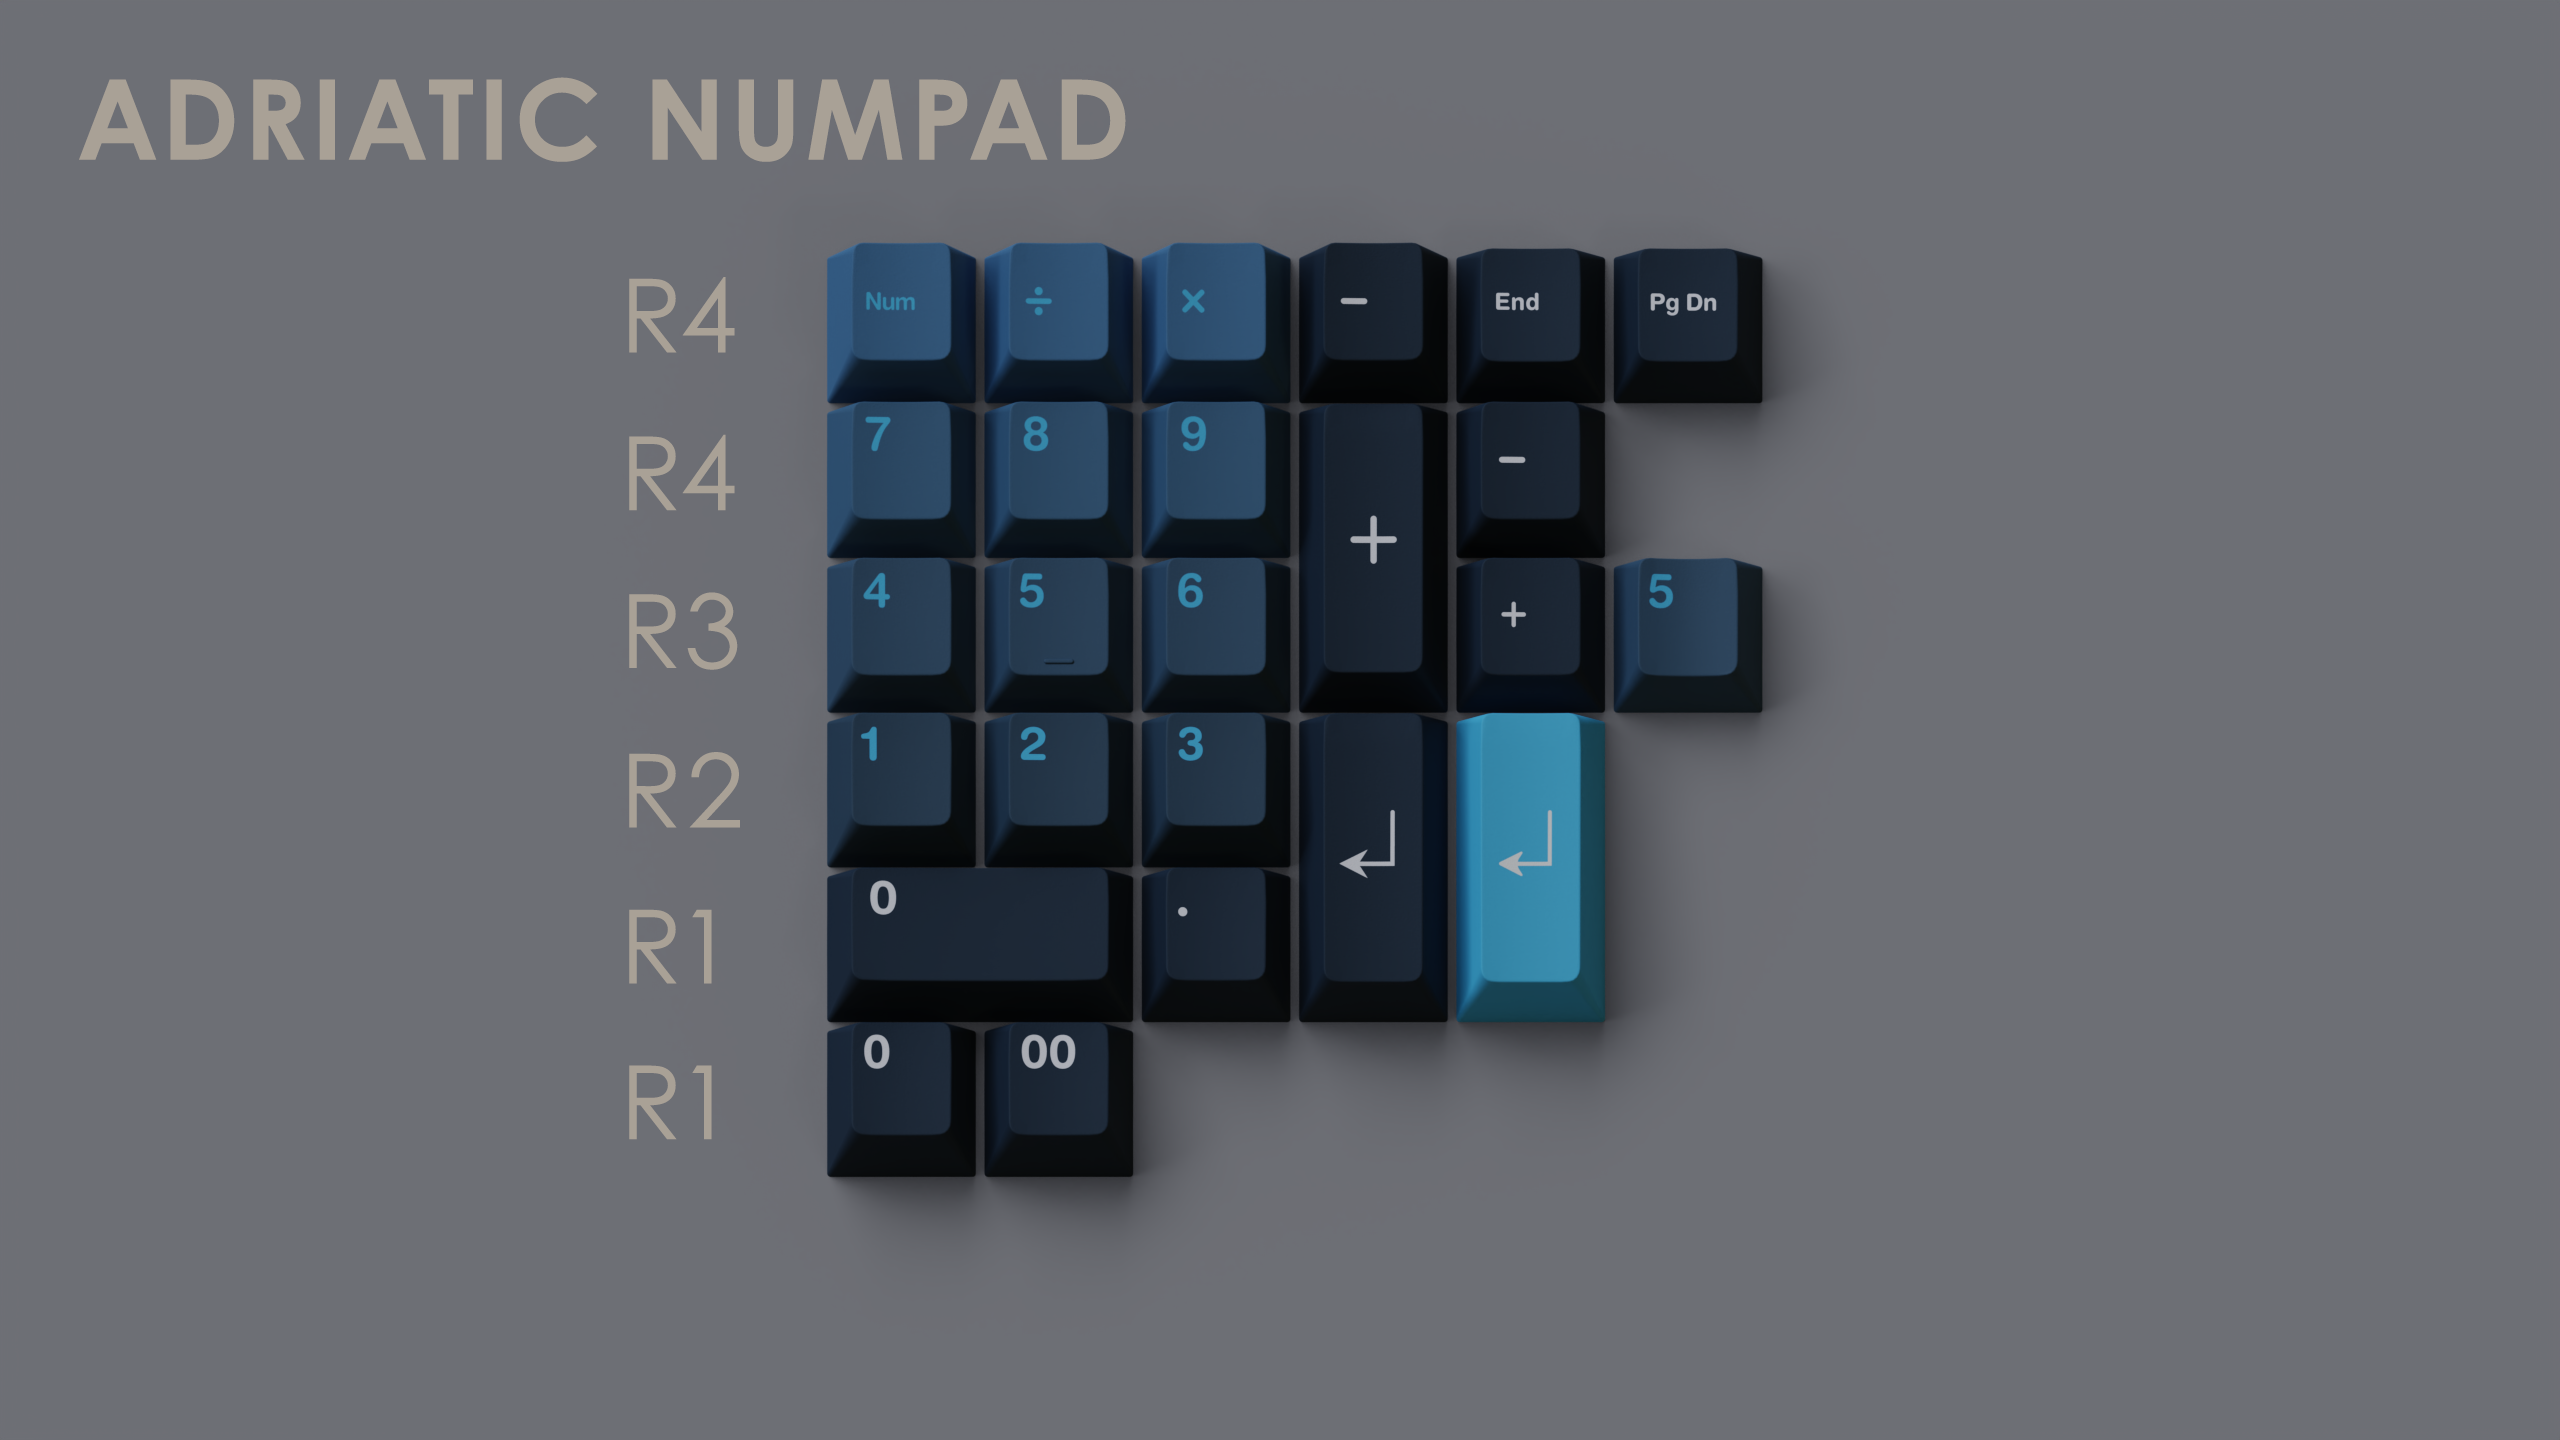 ADRIATIC NUMPAD
R4 Num ÷ × − End Pg Dn
R4 7 8 9 + −
R3 4 5 6 + 5
R2 1 2 3
R1 0 .
R1 0 00